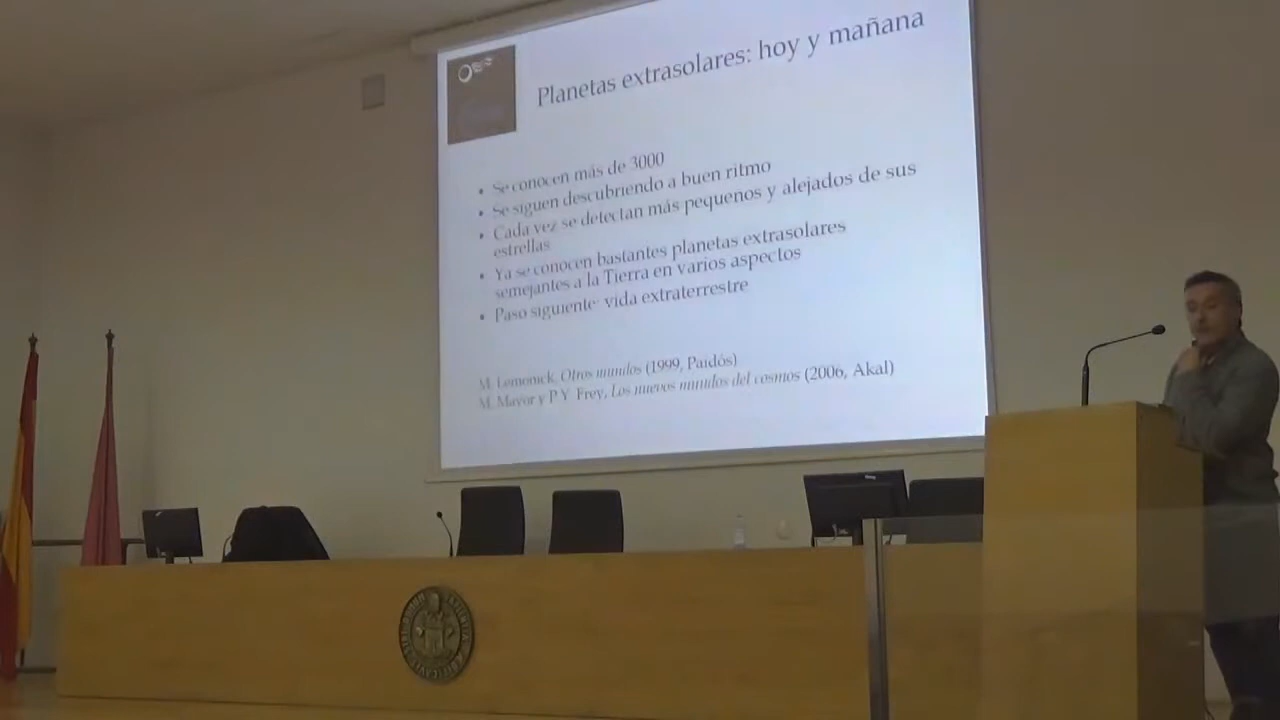 Planetas extrasolares: hoy y mañana
• Se conocen más de 3000
• Se siguen descubriendo a buen ritmo
• Cada vez se detectan más pequenos y alejados de sus
estrellas
• Ya se conocen bastantes planetas extrasolares
semejantes a la Tierra en varios aspectos
• Paso siguiente: vida extraterrestre
M. Lemonick, Otros mundos (1999, Paidós)
M. Mayor y P.Y. Frey, Los nuevos mundos del cosmos (2006, Akal)